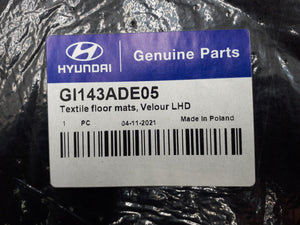 HYUNDAI
Genuine Parts
GI143ADE05
Textile floor mats, Velour LHD
1 PC 04-11-2021 Made in Poland